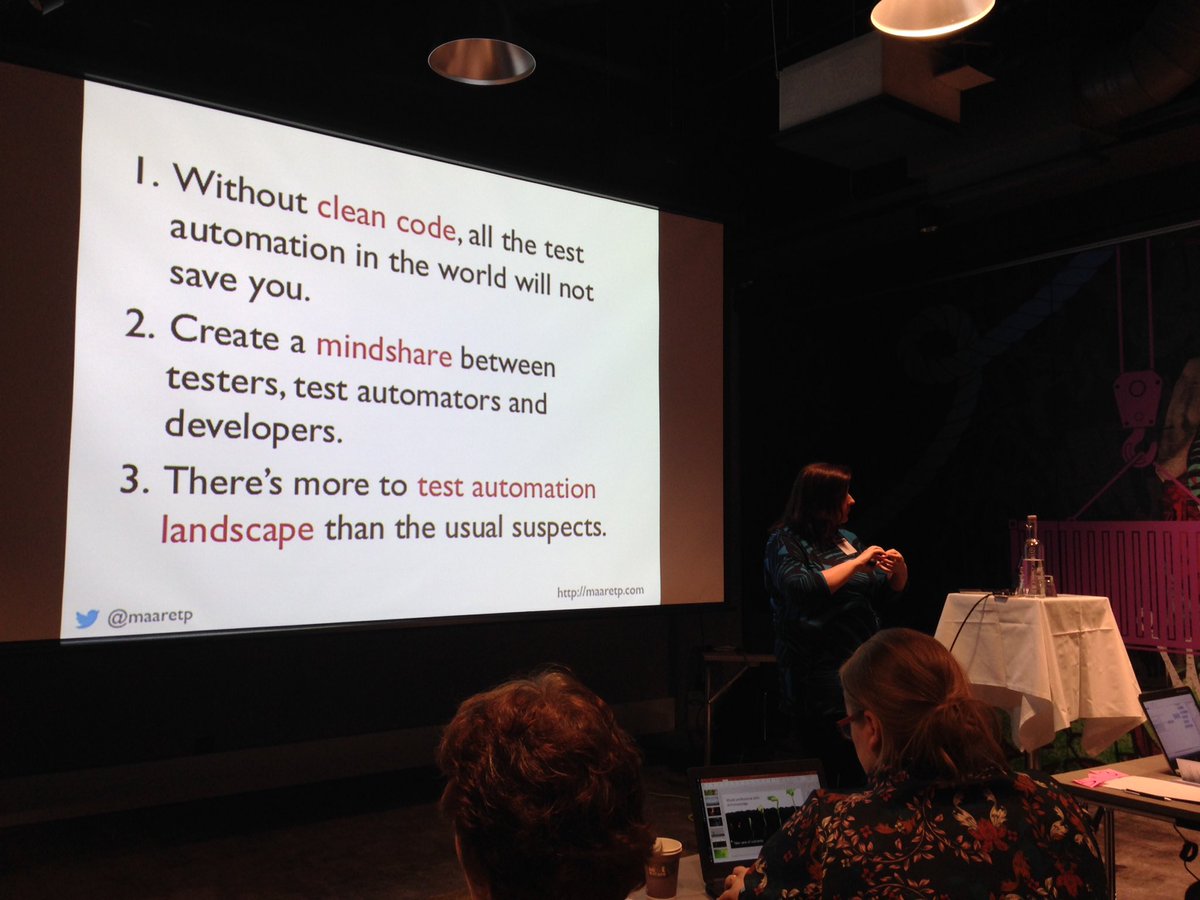 1. Without clean code, all the test
automation in the world will not
save you.
2. Create a mindshare between
testers, test automators and
developers.
3. There's more to test automation
landscape than the usual suspects.
http://maaretp.com
@maaretp